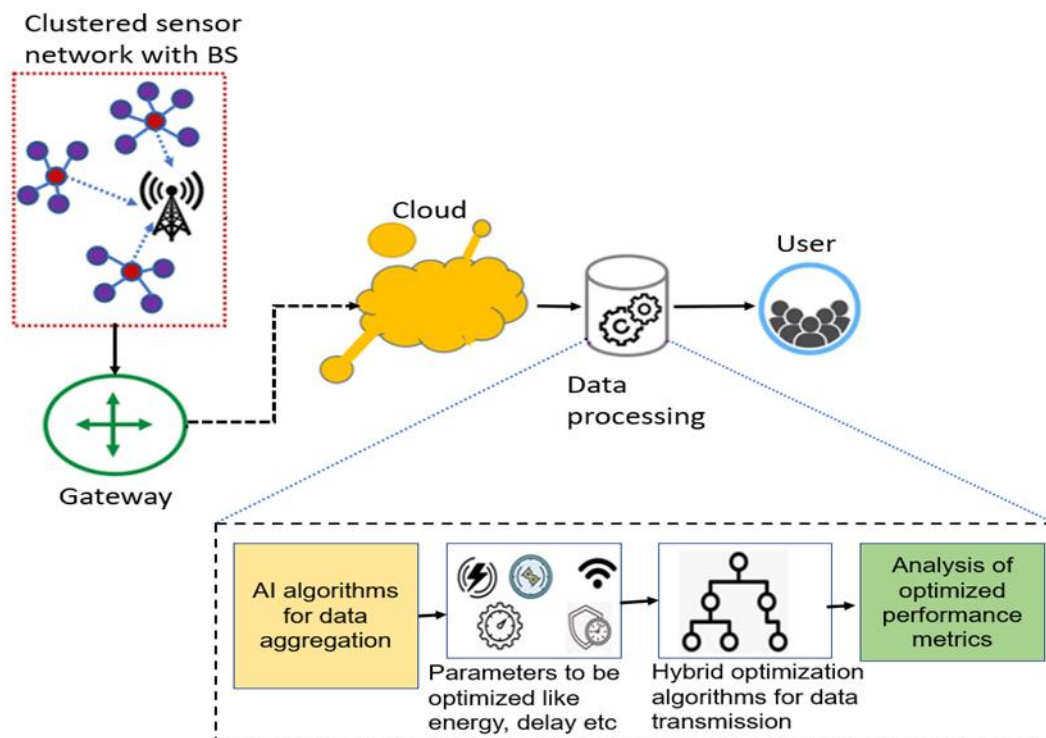 Clustered sensor
network with BS
Cloud
User
Data
processing
Gateway
AI algorithms
for data
aggregation
Parameters to be
optimized like
energy, delay etc
Hybrid optimization
algorithms for data
transmission
Analysis of
optimized
performance
metrics